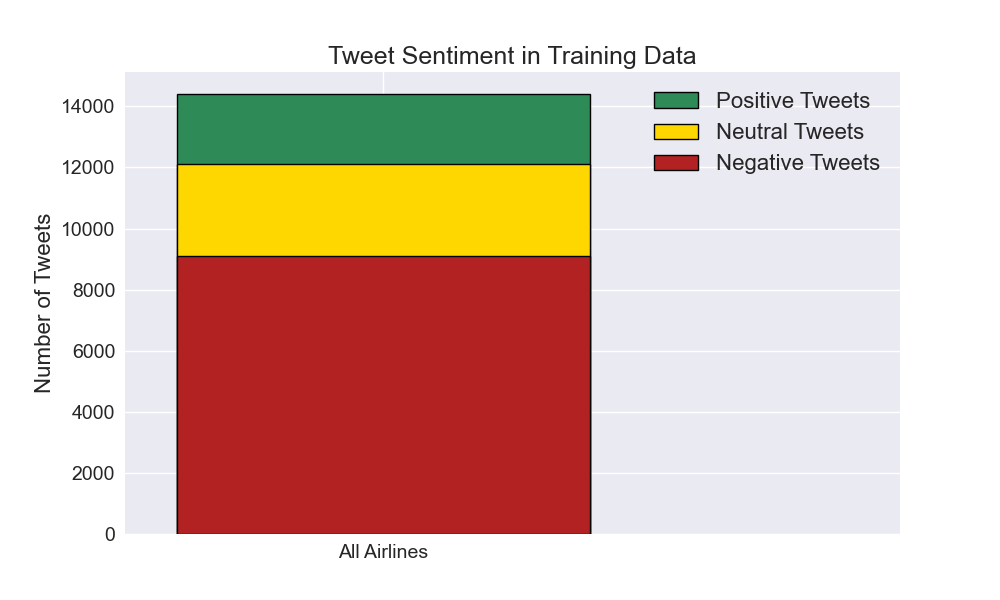 Tweet Sentiment in Training Data
Positive Tweets
Neutral Tweets
Negative Tweets
Number of Tweets
14000
12000
10000
8000
6000
4000
2000
0
All Airlines